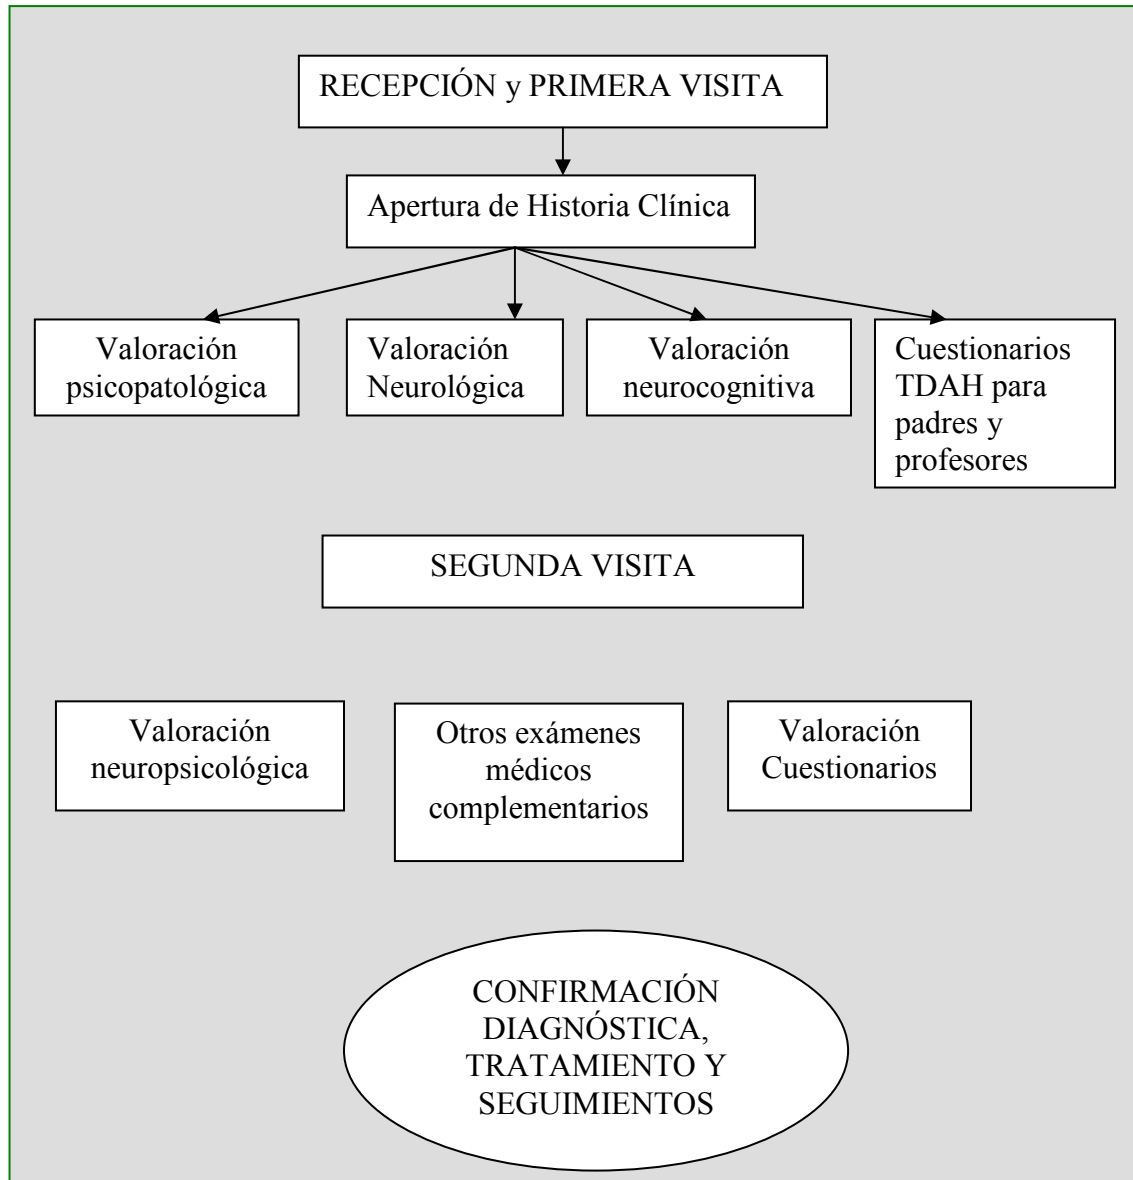 RECEPCIÓN y PRIMERA VISITA
Apertura de Historia Clínica
Valoración
psicopatológica
Valoración
Neurológica
Valoración
neurocognitiva
Cuestionarios
TDAH para
padres y
profesores
SEGUNDA VISITA
Valoración
neuropsicológica
Otros exámenes
médicos
complementarios
Valoración
Cuestionarios
CONFIRMACIÓN
DIAGNÓSTICA,
TRATAMIENTO Y
SEGUIMIENTOS